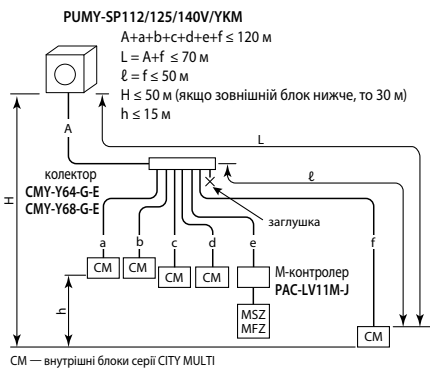 PUMY-SP112/125/140V/YKM
A+a+b+c+d+e+f ≤ 120 м
L = A+f ≤ 70 м
ℓ = f ≤ 50 м
H ≤ 50 м (якщо зовнішній блок нижче, то 30 м)
h ≤ 15 м
A
L
H
колектор
CMY-Y64-G-E
CMY-Y68-G-E
ℓ
заглушка
a b c d e f
CM CM CM CM
М-контролер
PAC-LV11M-J
h
MSZ
MFZ
CM
CM — внутрішні блоки серії CITY MULTI